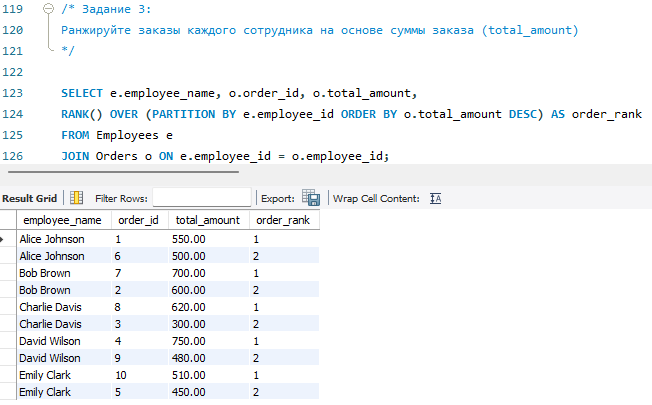 119 /* Задание 3:
120 Ранжируйте заказы каждого сотрудника на основе суммы заказа (total_amount)
121 */
122
123 SELECT e.employee_name, o.order_id, o.total_amount,
124 RANK() OVER (PARTITION BY e.employee_id ORDER BY o.total_amount DESC) AS order_rank
125 FROM Employees e
126 JOIN Orders o ON e.employee_id = o.employee_id;
Result Grid Filter Rows: Export: Wrap Cell Content:
employee_name order_id total_amount order_rank
Alice Johnson 1 550.00 1
Alice Johnson 6 500.00 2
Bob Brown 7 700.00 1
Bob Brown 2 600.00 2
Charlie Davis 8 620.00 1
Charlie Davis 3 300.00 2
David Wilson 4 750.00 1
David Wilson 9 480.00 2
Emily Clark 10 510.00 1
Emily Clark 5 450.00 2